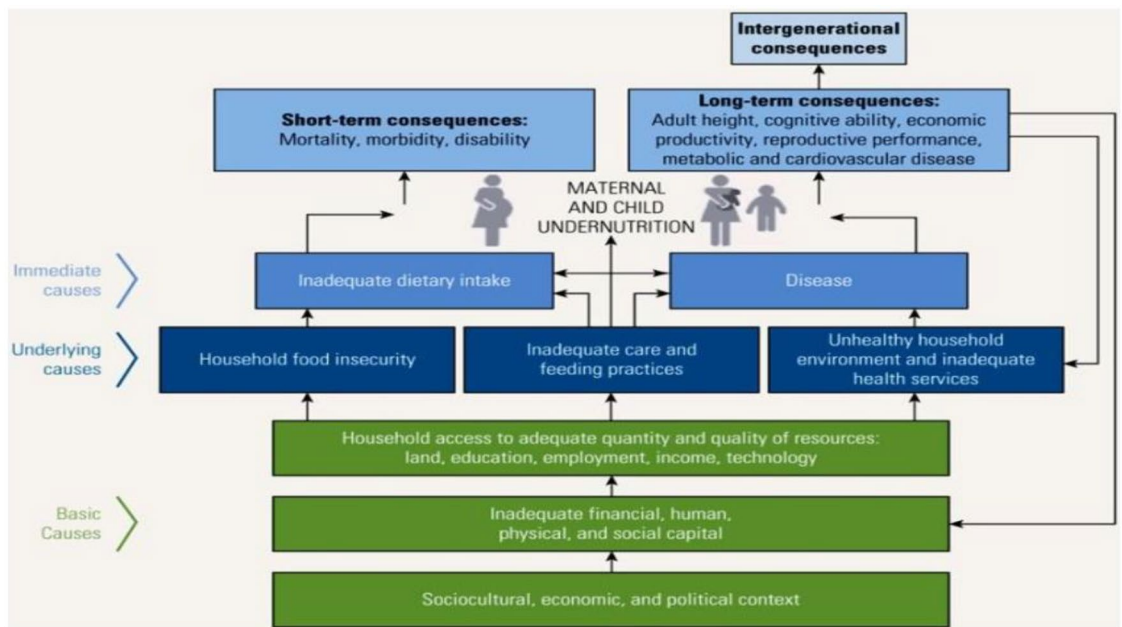 Intergenerational
consequences
Short-term consequences:
Mortality, morbidity, disability
Long-term consequences:
Adult height, cognitive ability, economic
productivity, reproductive performance,
metabolic and cardiovascular disease
MATERNAL
AND CHILD
UNDERNUTRITION
Immediate
causes
Inadequate dietary intake
Disease
Underlying
causes
Household food insecurity
Inadequate care and
feeding practices
Unhealthy household
environment and inadequate
health services
Household access to adequate quantity and quality of resources:
land, education, employment, income, technology
Basic
Causes
Inadequate financial, human,
physical, and social capital
Sociocultural, economic, and political context